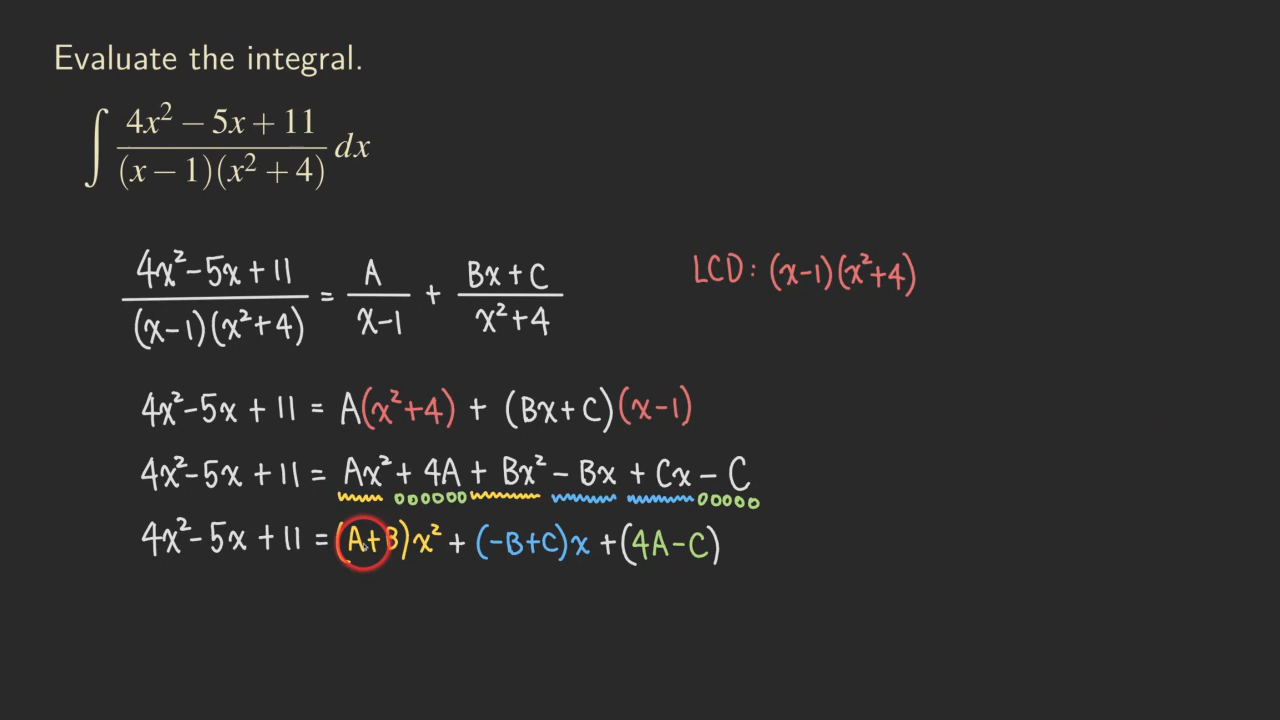 Evaluate the integral.
∫ (4x² − 5x + 11)/((x − 1)(x² + 4)) dx
(4x² − 5x + 11)/((x−1)(x²+4)) = A/(x−1) + (Bx + C)/(x² + 4)
LCD: (x−1)(x²+4)
4x² − 5x + 11 = A(x²+4) + (Bx+C)(x−1)
4x² − 5x + 11 = Ax² + 4A + Bx² − Bx + Cx − C
4x² − 5x + 11 = (A+B)x² + (−B+C)x + (4A−C)